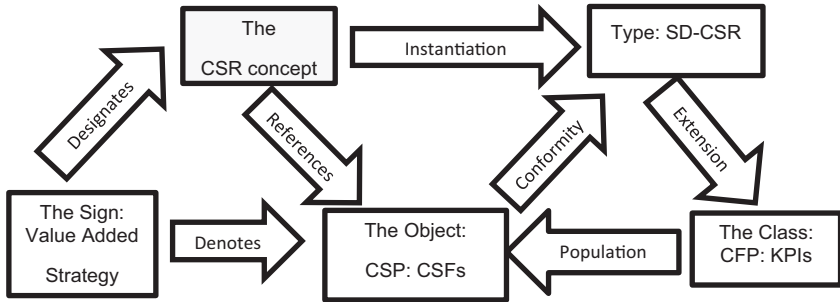 The
CSR concept
Instantiation
Type: SD-CSR
Designates
References
Conformity
Extension
The Sign:
Value Added
Strategy
Denotes
The Object:
CSP: CSFs
Population
The Class:
CFP: KPIs